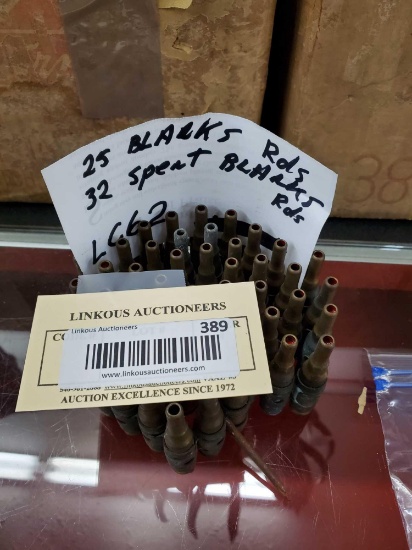 25 BLANKS Rds
32 Spent BLANKS Rds
LC62
38
LINKOUS AUCTIONEERS
Linkous Auctioneers
389
www.linkousauctioneers.com
AUCTION EXCELLENCE SINCE 1972